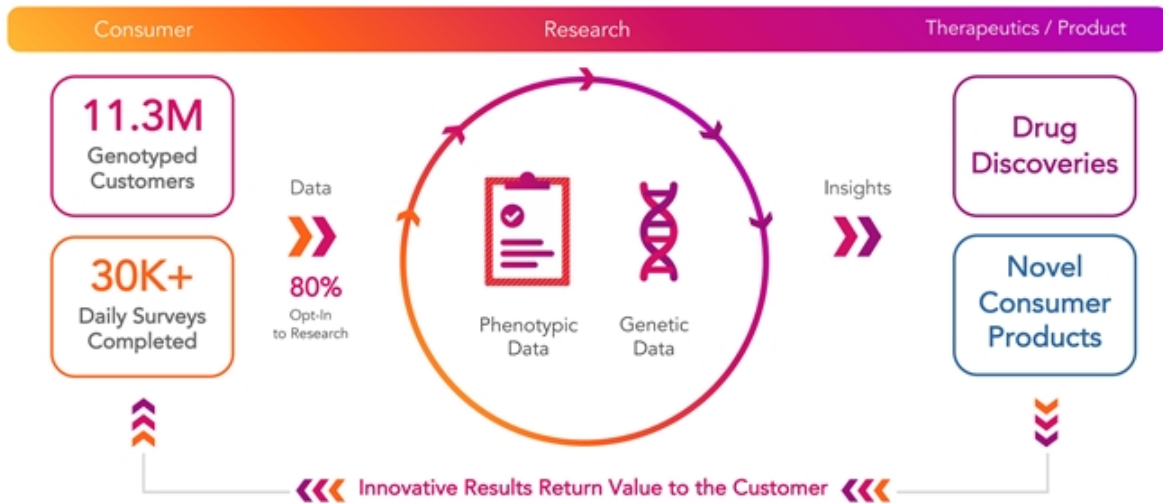 Consumer
Research
Therapeutics / Product
11.3M
Genotyped
Customers
30K+
Daily Surveys
Completed
Data
80%
Opt-In
to Research
Phenotypic
Data
Genetic
Data
Insights
Drug
Discoveries
Novel
Consumer
Products
Innovative Results Return Value to the Customer